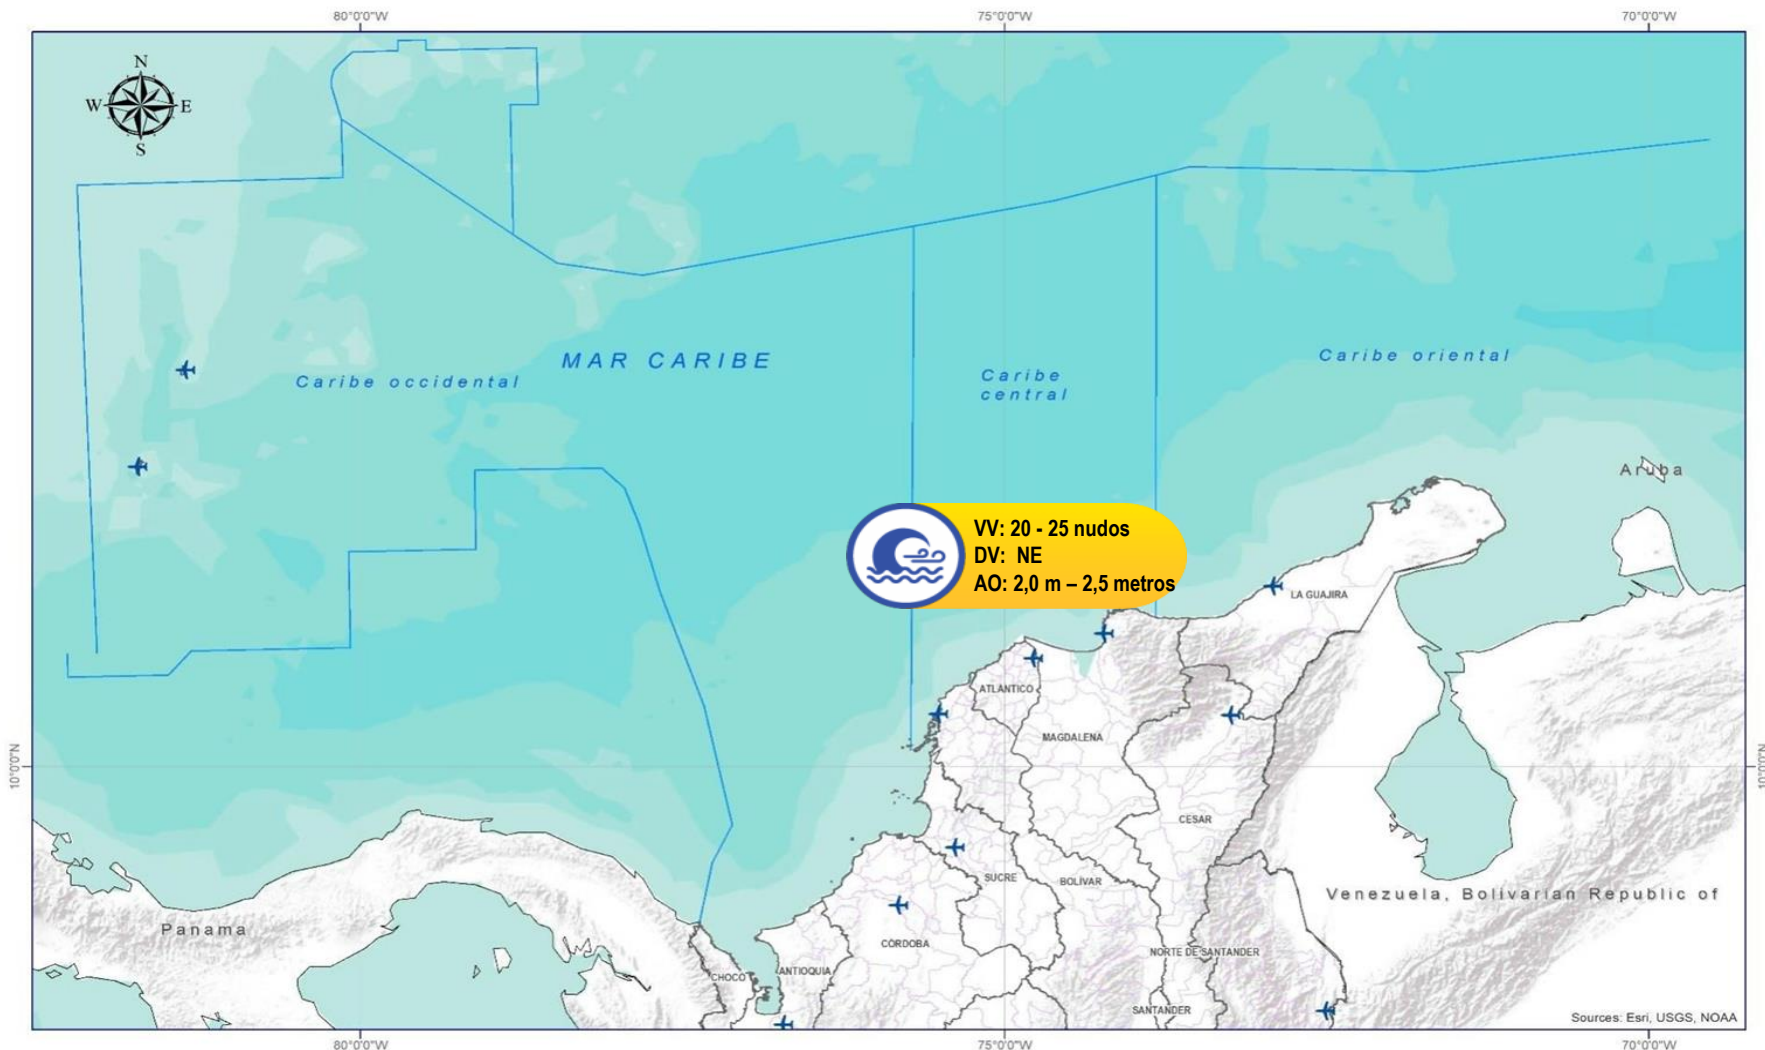 80°0'0"W
75°0'0"W
70°0'0"W
N
W
E
S
MAR CARIBE
Caribe occidental
Caribe
central
Caribe oriental
Aruba
VV: 20 - 25 nudos
DV: NE
AO: 2,0 m – 2,5 metros
LA GUAJIRA
ATLANTICO
MAGDALENA
10°0'0"N
10°0'0"N
CESAR
SUCRE
BOLÍVAR
Venezuela, Bolivarian Republic of
Panama
CÓRDOBA
NORTE DE SANTANDER
CHOCO
ANTIOQUIA
SANTANDER
Sources: Esri, USGS, NOAA
80°0'0"W
75°0'0"W
70°0'0"W